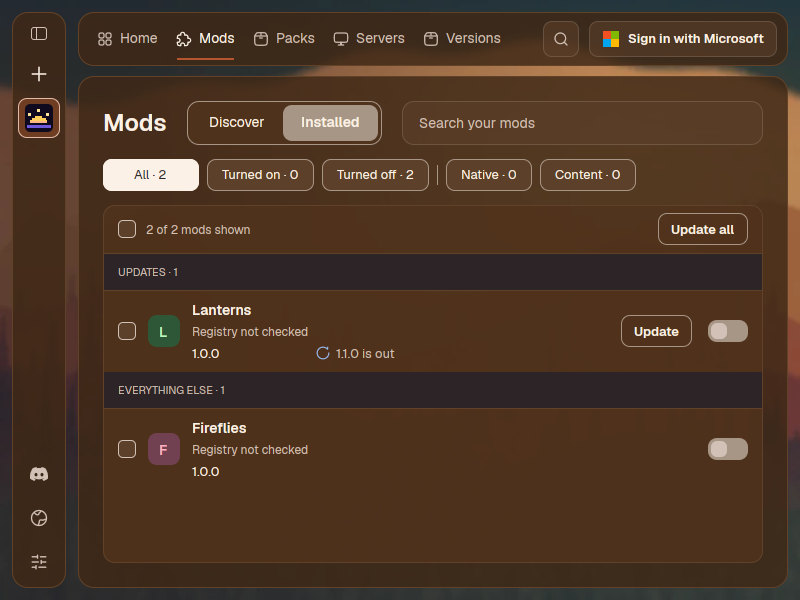 Home
Mods
Packs
Servers
Versions
Sign in with Microsoft
Mods
Discover
Installed
Search your mods
All · 2
Turned on · 0
Turned off · 2
Native · 0
Content · 0
2 of 2 mods shown
Update all
UPDATES · 1
L
Lanterns
Registry not checked
1.0.0
1.1.0 is out
Update
EVERYTHING ELSE · 1
F
Fireflies
Registry not checked
1.0.0